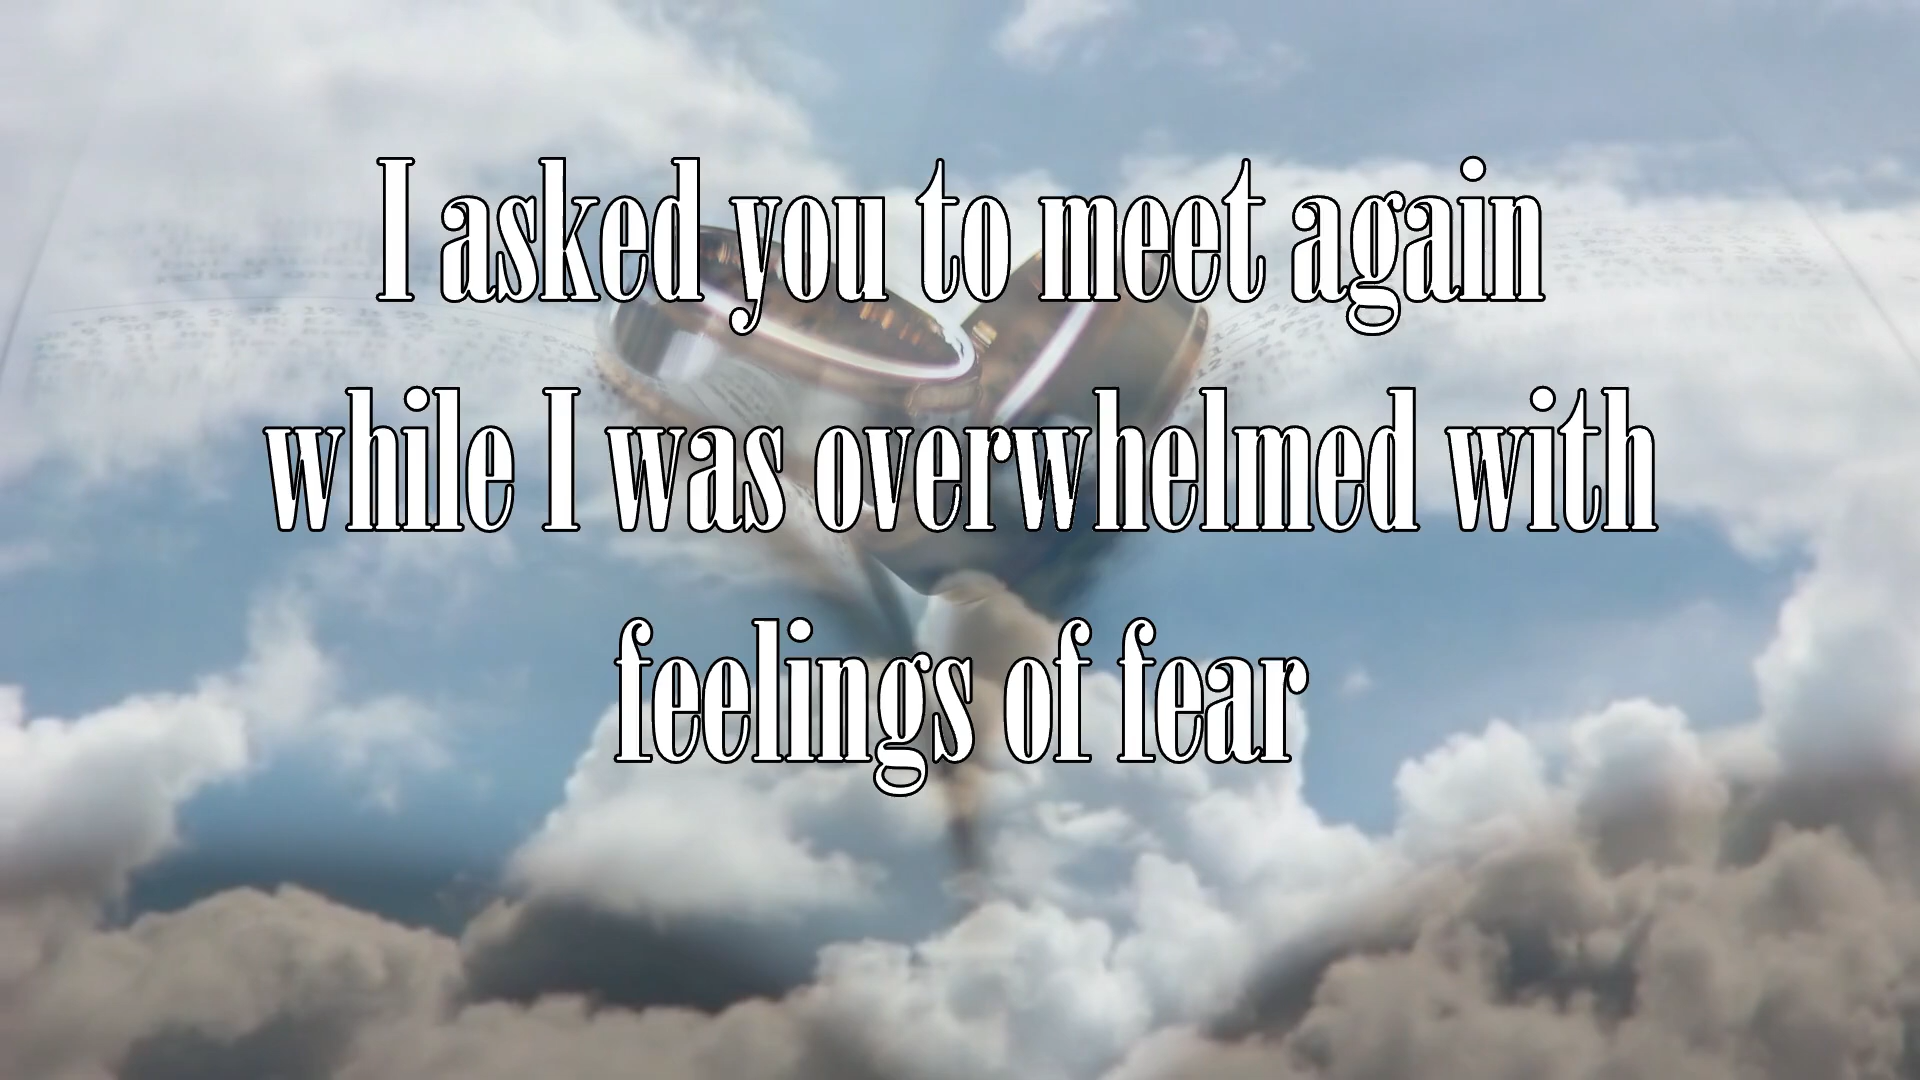 I asked you to meet again
while I was overwhelmed with
feelings of fear